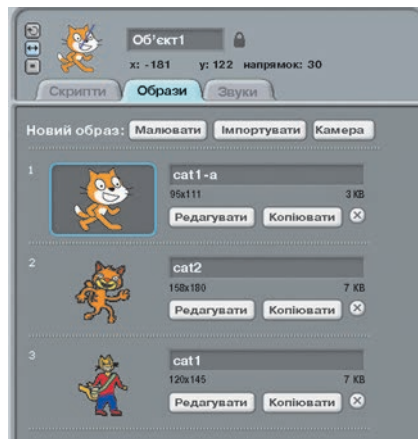 Об'єкт1
x: -181 y: 122 напрямок: 30
Скрипти Образи Звуки
Новий образ: Малювати Імпортувати Камера
1
cat1-a
95x111 3 KB
Редагувати Копіювати
2
cat2
158x180 7 KB
Редагувати Копіювати
3
cat1
120x145 7 KB
Редагувати Копіювати